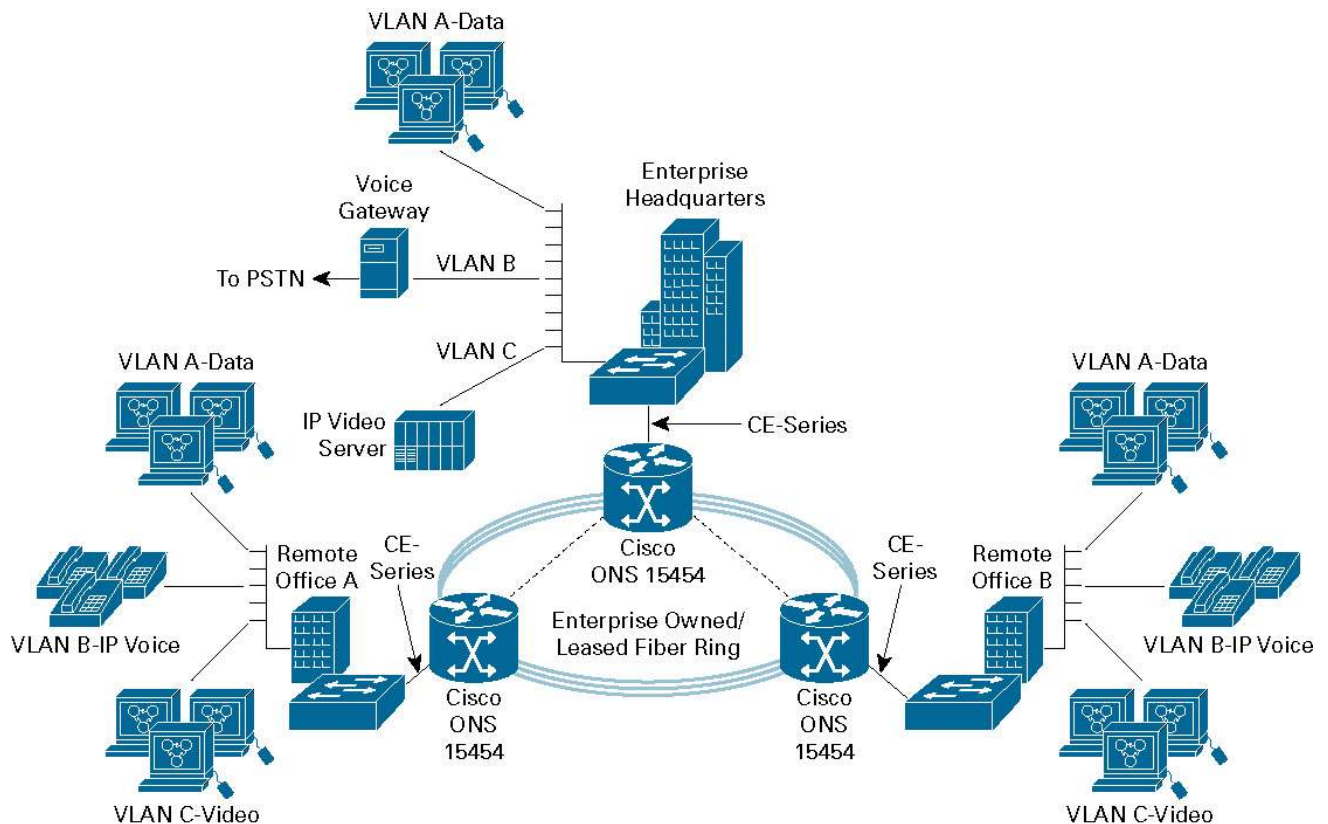 VLAN A-Data
Enterprise
Headquarters
Voice
Gateway
To PSTN
VLAN B
VLAN C
IP Video
Server
CE-Series
VLAN A-Data
VLAN A-Data
Remote
Office A
CE-
Series
Cisco
ONS 15454
CE-
Series
Remote
Office B
VLAN B-IP Voice
Enterprise Owned/
Leased Fiber Ring
VLAN B-IP Voice
Cisco
ONS
15454
Cisco
ONS
15454
VLAN C-Video
VLAN C-Video